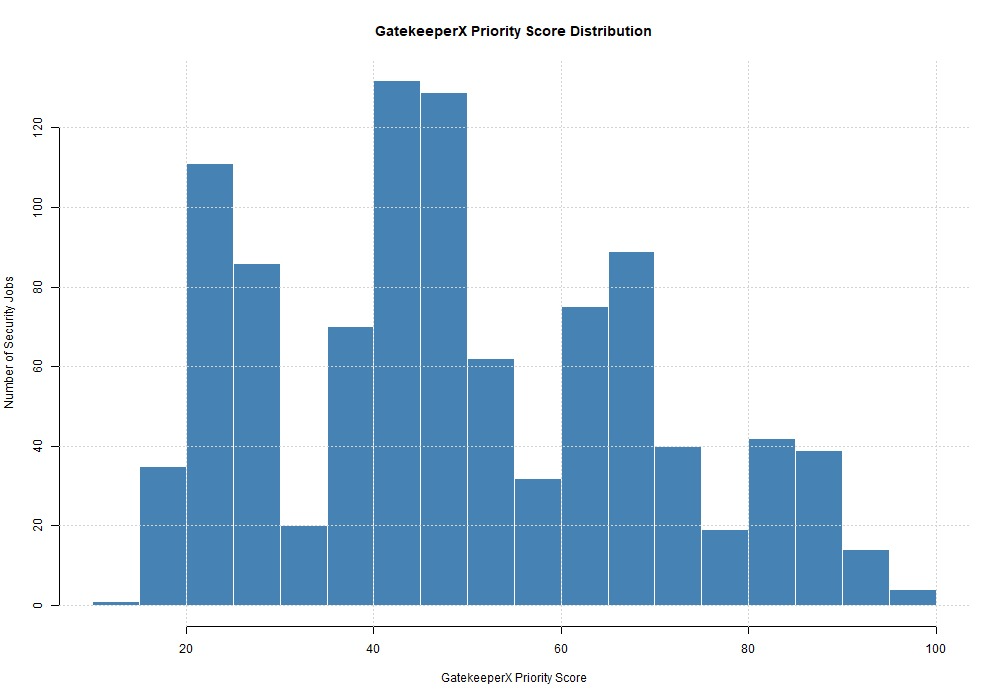 GatekeeperX Priority Score Distribution
Number of Security Jobs
120
100
80
60
40
20
0
20 40 60 80 100
GatekeeperX Priority Score